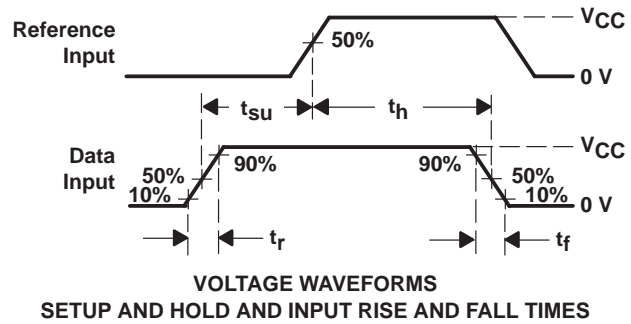 Reference
Input
50%
VCC
0 V
tsu
th
Data
Input
50%
10%
90%
90%
VCC
50%
10%
0 V
tr
tf
VOLTAGE WAVEFORMS
SETUP AND HOLD AND INPUT RISE AND FALL TIMES